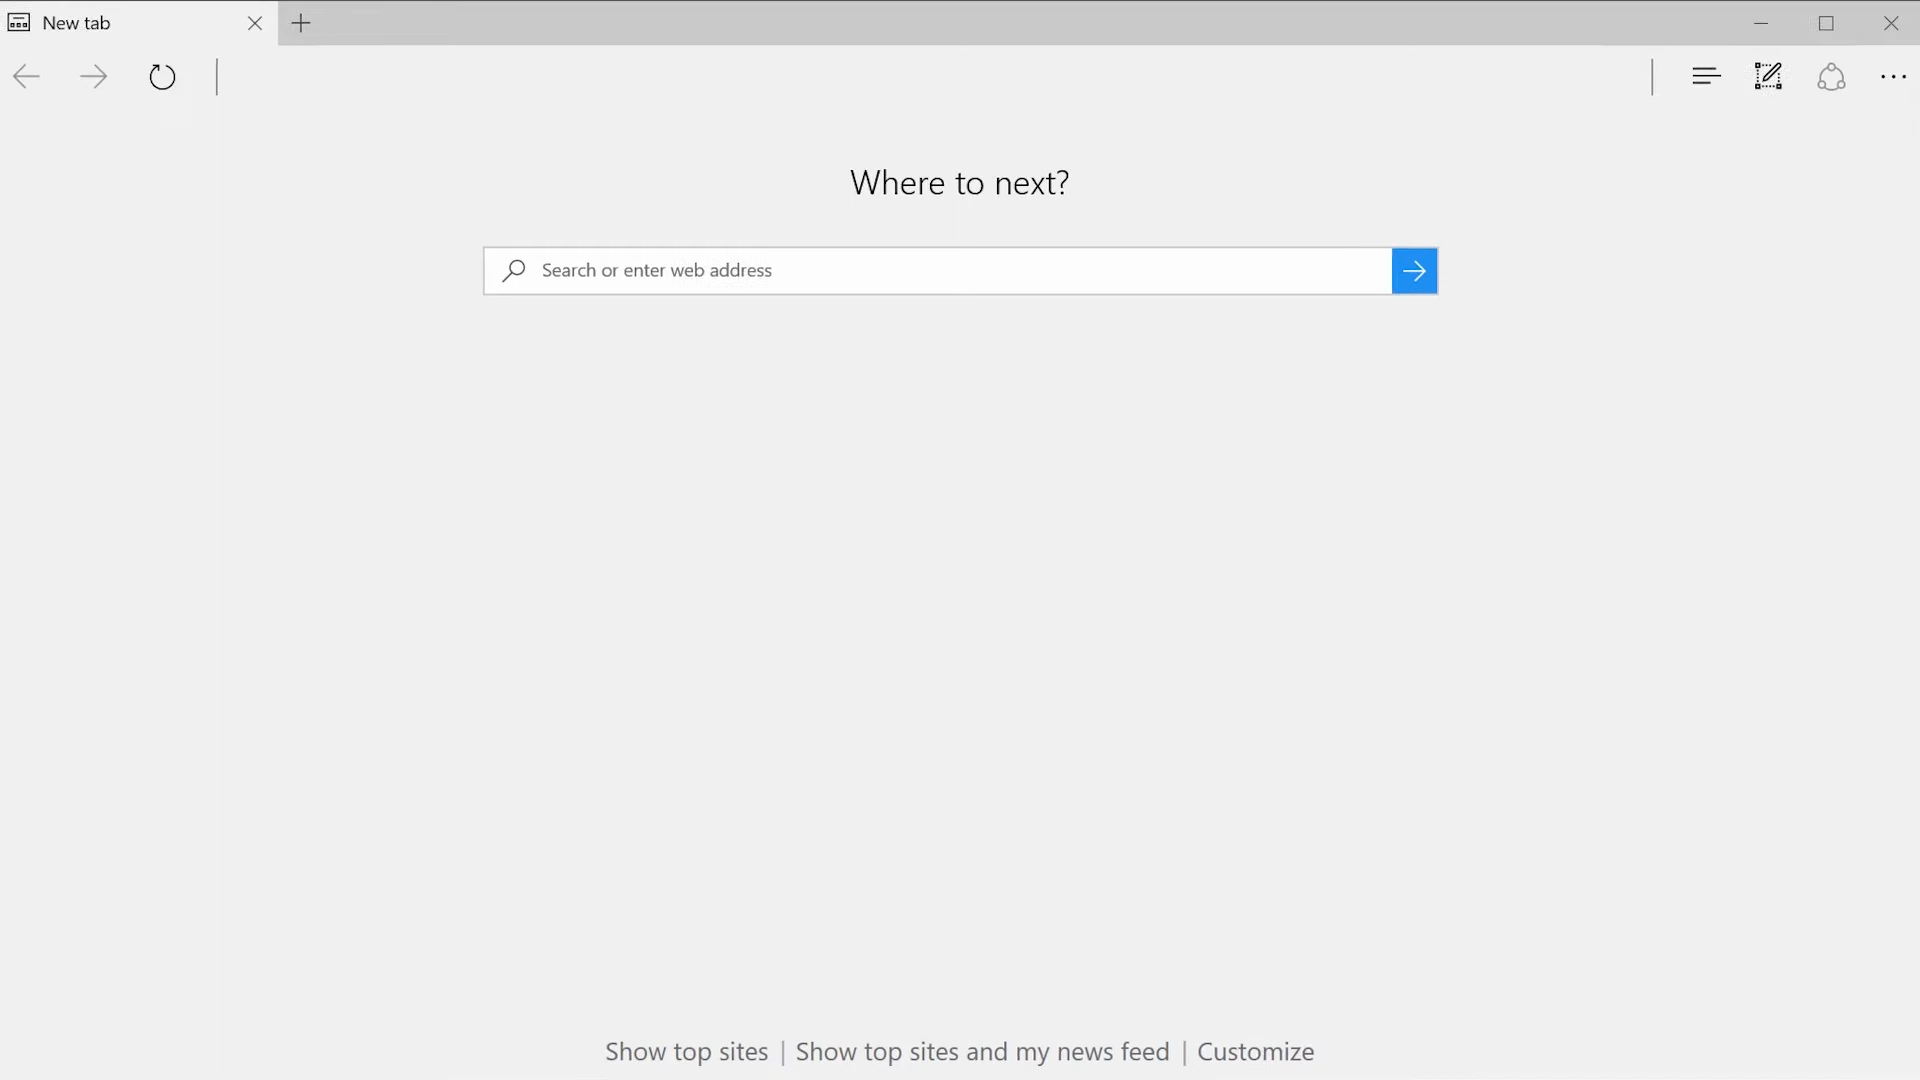 New tab
Where to next?
Search or enter web address
Show top sites | Show top sites and my news feed | Customize